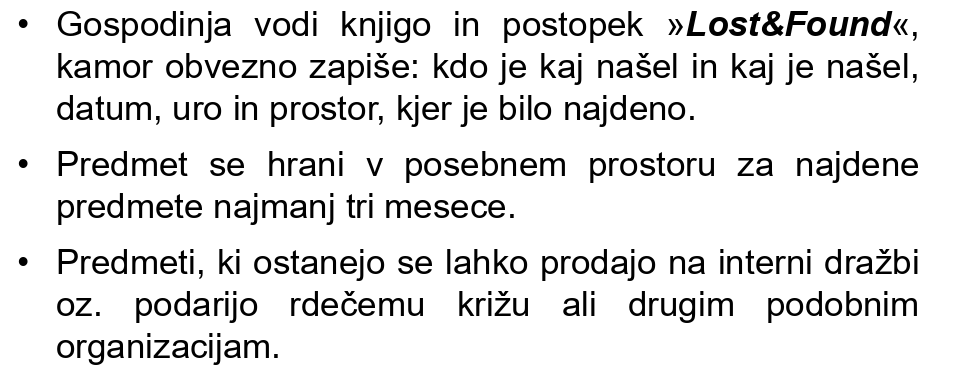 • Gospodinja vodi knjigo in postopek »Lost&Found«,
kamor obvezno zapiše: kdo je kaj našel in kaj je našel,
datum, uro in prostor, kjer je bilo najdeno.
• Predmet se hrani v posebnem prostoru za najdene
predmete najmanj tri mesece.
• Predmeti, ki ostanejo se lahko prodajo na interni dražbi
oz. podarijo rdečemu križu ali drugim podobnim
organizacijam.